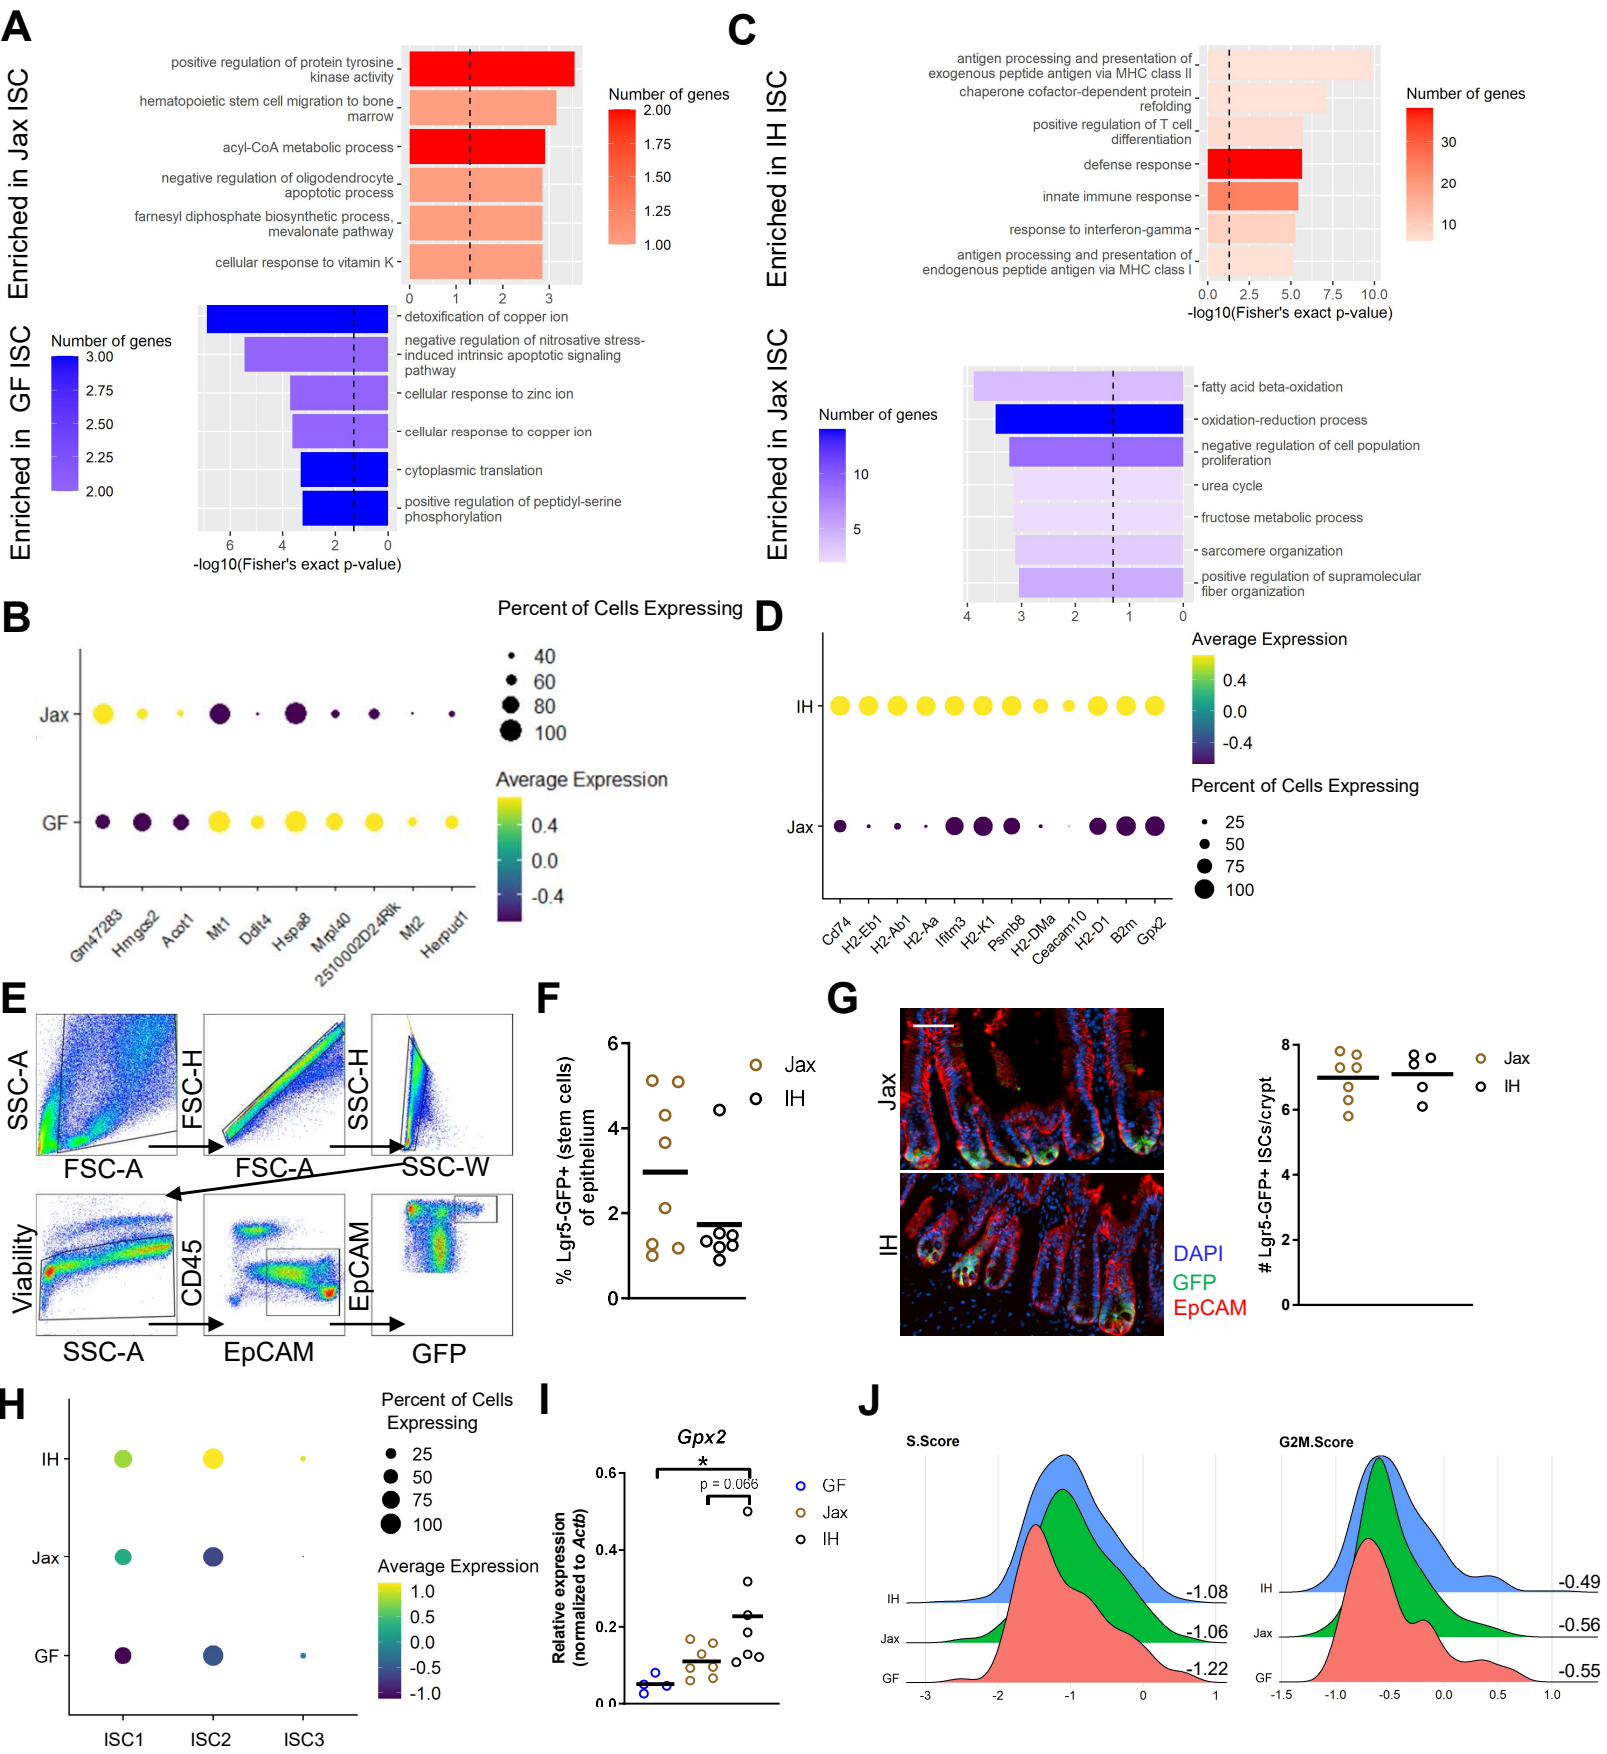 A
Enriched in Jax ISC
positive regulation of protein tyrosine
kinase activity
hematopoietic stem cell migration to bone
marrow
acyl-CoA metabolic process
negative regulation of oligodendrocyte
apoptotic process
farnesyl diphosphate biosynthetic process,
mevalonate pathway
cellular response to vitamin K
0 1 2 3
Number of genes
2.00
1.75
1.50
1.25
1.00
Enriched in GF ISC
Number of genes
3.00
2.75
2.50
2.25
2.00
detoxification of copper ion
negative regulation of nitrosative stress-
induced intrinsic apoptotic signaling
pathway
cellular response to zinc ion
cellular response to copper ion
cytoplasmic translation
positive regulation of peptidyl-serine
phosphorylation
6 4 2 0
-log10(Fisher's exact p-value)
C
Enriched in IH ISC
antigen processing and presentation of
exogenous peptide antigen via MHC class II
chaperone cofactor-dependent protein
refolding
positive regulation of T cell
differentiation
defense response
innate immune response
response to interferon-gamma
antigen processing and presentation of
endogenous peptide antigen via MHC class I
0.0 2.5 5.0 7.5 10.0
-log10(Fisher's exact p-value)
Number of genes
30
20
10
Enriched in Jax ISC
Number of genes
10
5
fatty acid beta-oxidation
oxidation-reduction process
negative regulation of cell population
proliferation
urea cycle
fructose metabolic process
sarcomere organization
positive regulation of supramolecular
fiber organization
4 3 2 1 0
B
Jax
GF
Gm47283 Hmgcs2 Acot1 Mt1 Ddit4 Hspa8 Mrpl40 2510002D24Rik Mt2 Herpud1
Percent of Cells Expressing
40
60
80
100
Average Expression
0.4
0.0
-0.4
D
IH
Jax
Cd74 H2-Eb1 H2-Ab1 H2-Aa Ifitm3 H2-K1 Psmb8 H2-DMa Ceacam10 H2-D1 B2m Gpx2
Average Expression
0.4
0.0
-0.4
Percent of Cells Expressing
25
50
75
100
E
SSC-A
FSC-A
FSC-H
FSC-A
SSC-H
SSC-W
Viability
SSC-A
CD45
EpCAM
EpCAM
GFP
F
% Lgr5-GFP+ (stem cells)
of epithelium
6
4
2
0
Jax
IH
G
Jax
IH
DAPI
GFP
EpCAM
# Lgr5-GFP+ ISCs/crypt
8
6
4
2
0
Jax
IH
H
IH
Jax
GF
ISC1 ISC2 ISC3
Percent of Cells
Expressing
25
50
75
100
Average Expression
1.0
0.5
0.0
-0.5
-1.0
I
Gpx2
*
p = 0.066
Relative expression
(normalized to Actb)
0.6
0.4
0.2
0.0
GF
Jax
IH
J
S.Score
IH
Jax
GF
-1.08
-1.06
-1.22
-3 -2 -1 0 1
G2M.Score
IH
Jax
GF
-0.49
-0.56
-0.55
-1.5 -1.0 -0.5 0.0 0.5 1.0